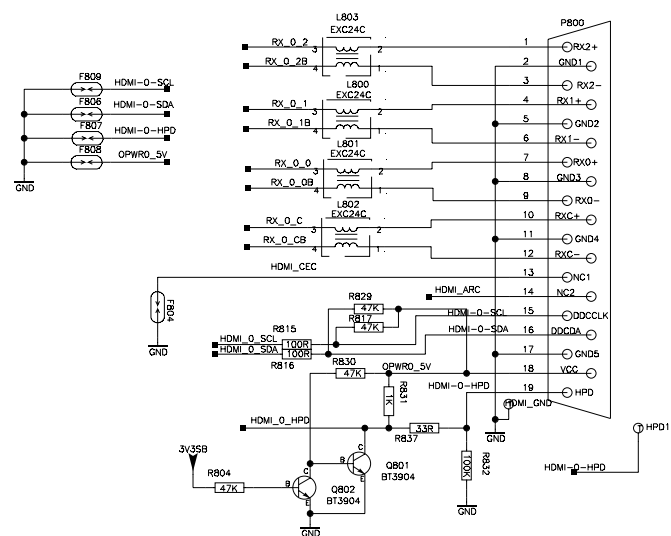 L803
EXC24C
P800
RX_0_2
3
2
1
RX2+
RX_0_2B
4
1
2
GND1
L800
EXC24C
3
RX2-
RX_0_1
3
2
4
RX1+
RX_0_1B
4
1
5
GND2
L801
EXC24C
6
RX1-
RX_0_0
3
2
7
RX0+
RX_0_0B
4
1
8
GND3
L802
EXC24C
9
RX0-
RX_0_C
3
2
10
RXC+
RX_0_CB
4
1
11
GND4
12
RXC-
HDMI_CEC
13
NC1
HDMI_ARC
14
NC2
F809
HDMI-0-SCL
F806
HDMI-0-SDA
F807
HDMI-0-HPD
F808
OPWR0_5V
GND
F804
GND
R829
47K
R817
47K
HDMI-0-SCL
15
DDCCLK
HDMI_0_SCL
R815
100R
HDMI-0-SDA
16
DDCDA
HDMI_0_SDA
100R
R816
17
GND5
R830
47K
OPWR0_5V
18
VCC
HDMI-0-HPD
19
HPD
R831
1K
HDMI_GND
HDMI_0_HPD
R837
33R
GND
HPD1
HDMI-0-HPD
R832
100K
GND
3V3SB
R804
47K
B
C
E
Q801
BT3904
B
C
E
Q802
BT3904
GND